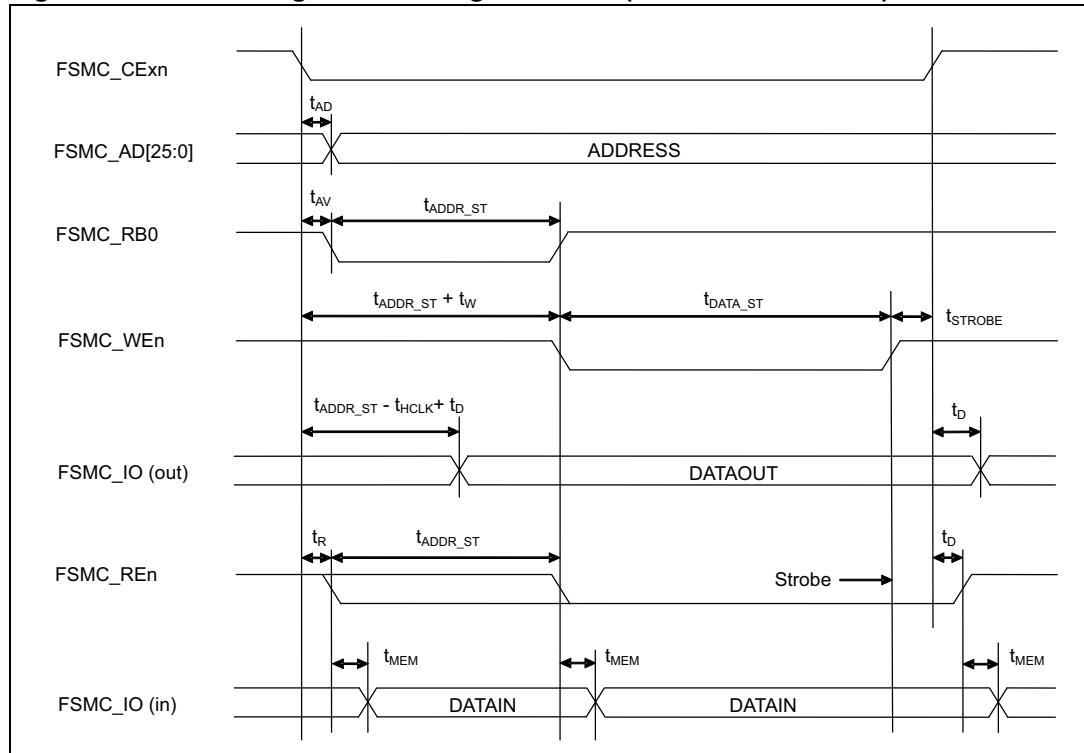 FSMC_CExn
tAD
FSMC_AD[25:0]
ADDRESS
tAV
tADDR_ST
FSMC_RB0
tADDR_ST + tW
tDATA_ST
tSTROBE
FSMC_WEn
tADDR_ST - tHCLK+ tD
tD
FSMC_IO (out)
DATAOUT
tR
tADDR_ST
tD
FSMC_REn
Strobe
tMEM
tMEM
tMEM
FSMC_IO (in)
DATAIN
DATAIN